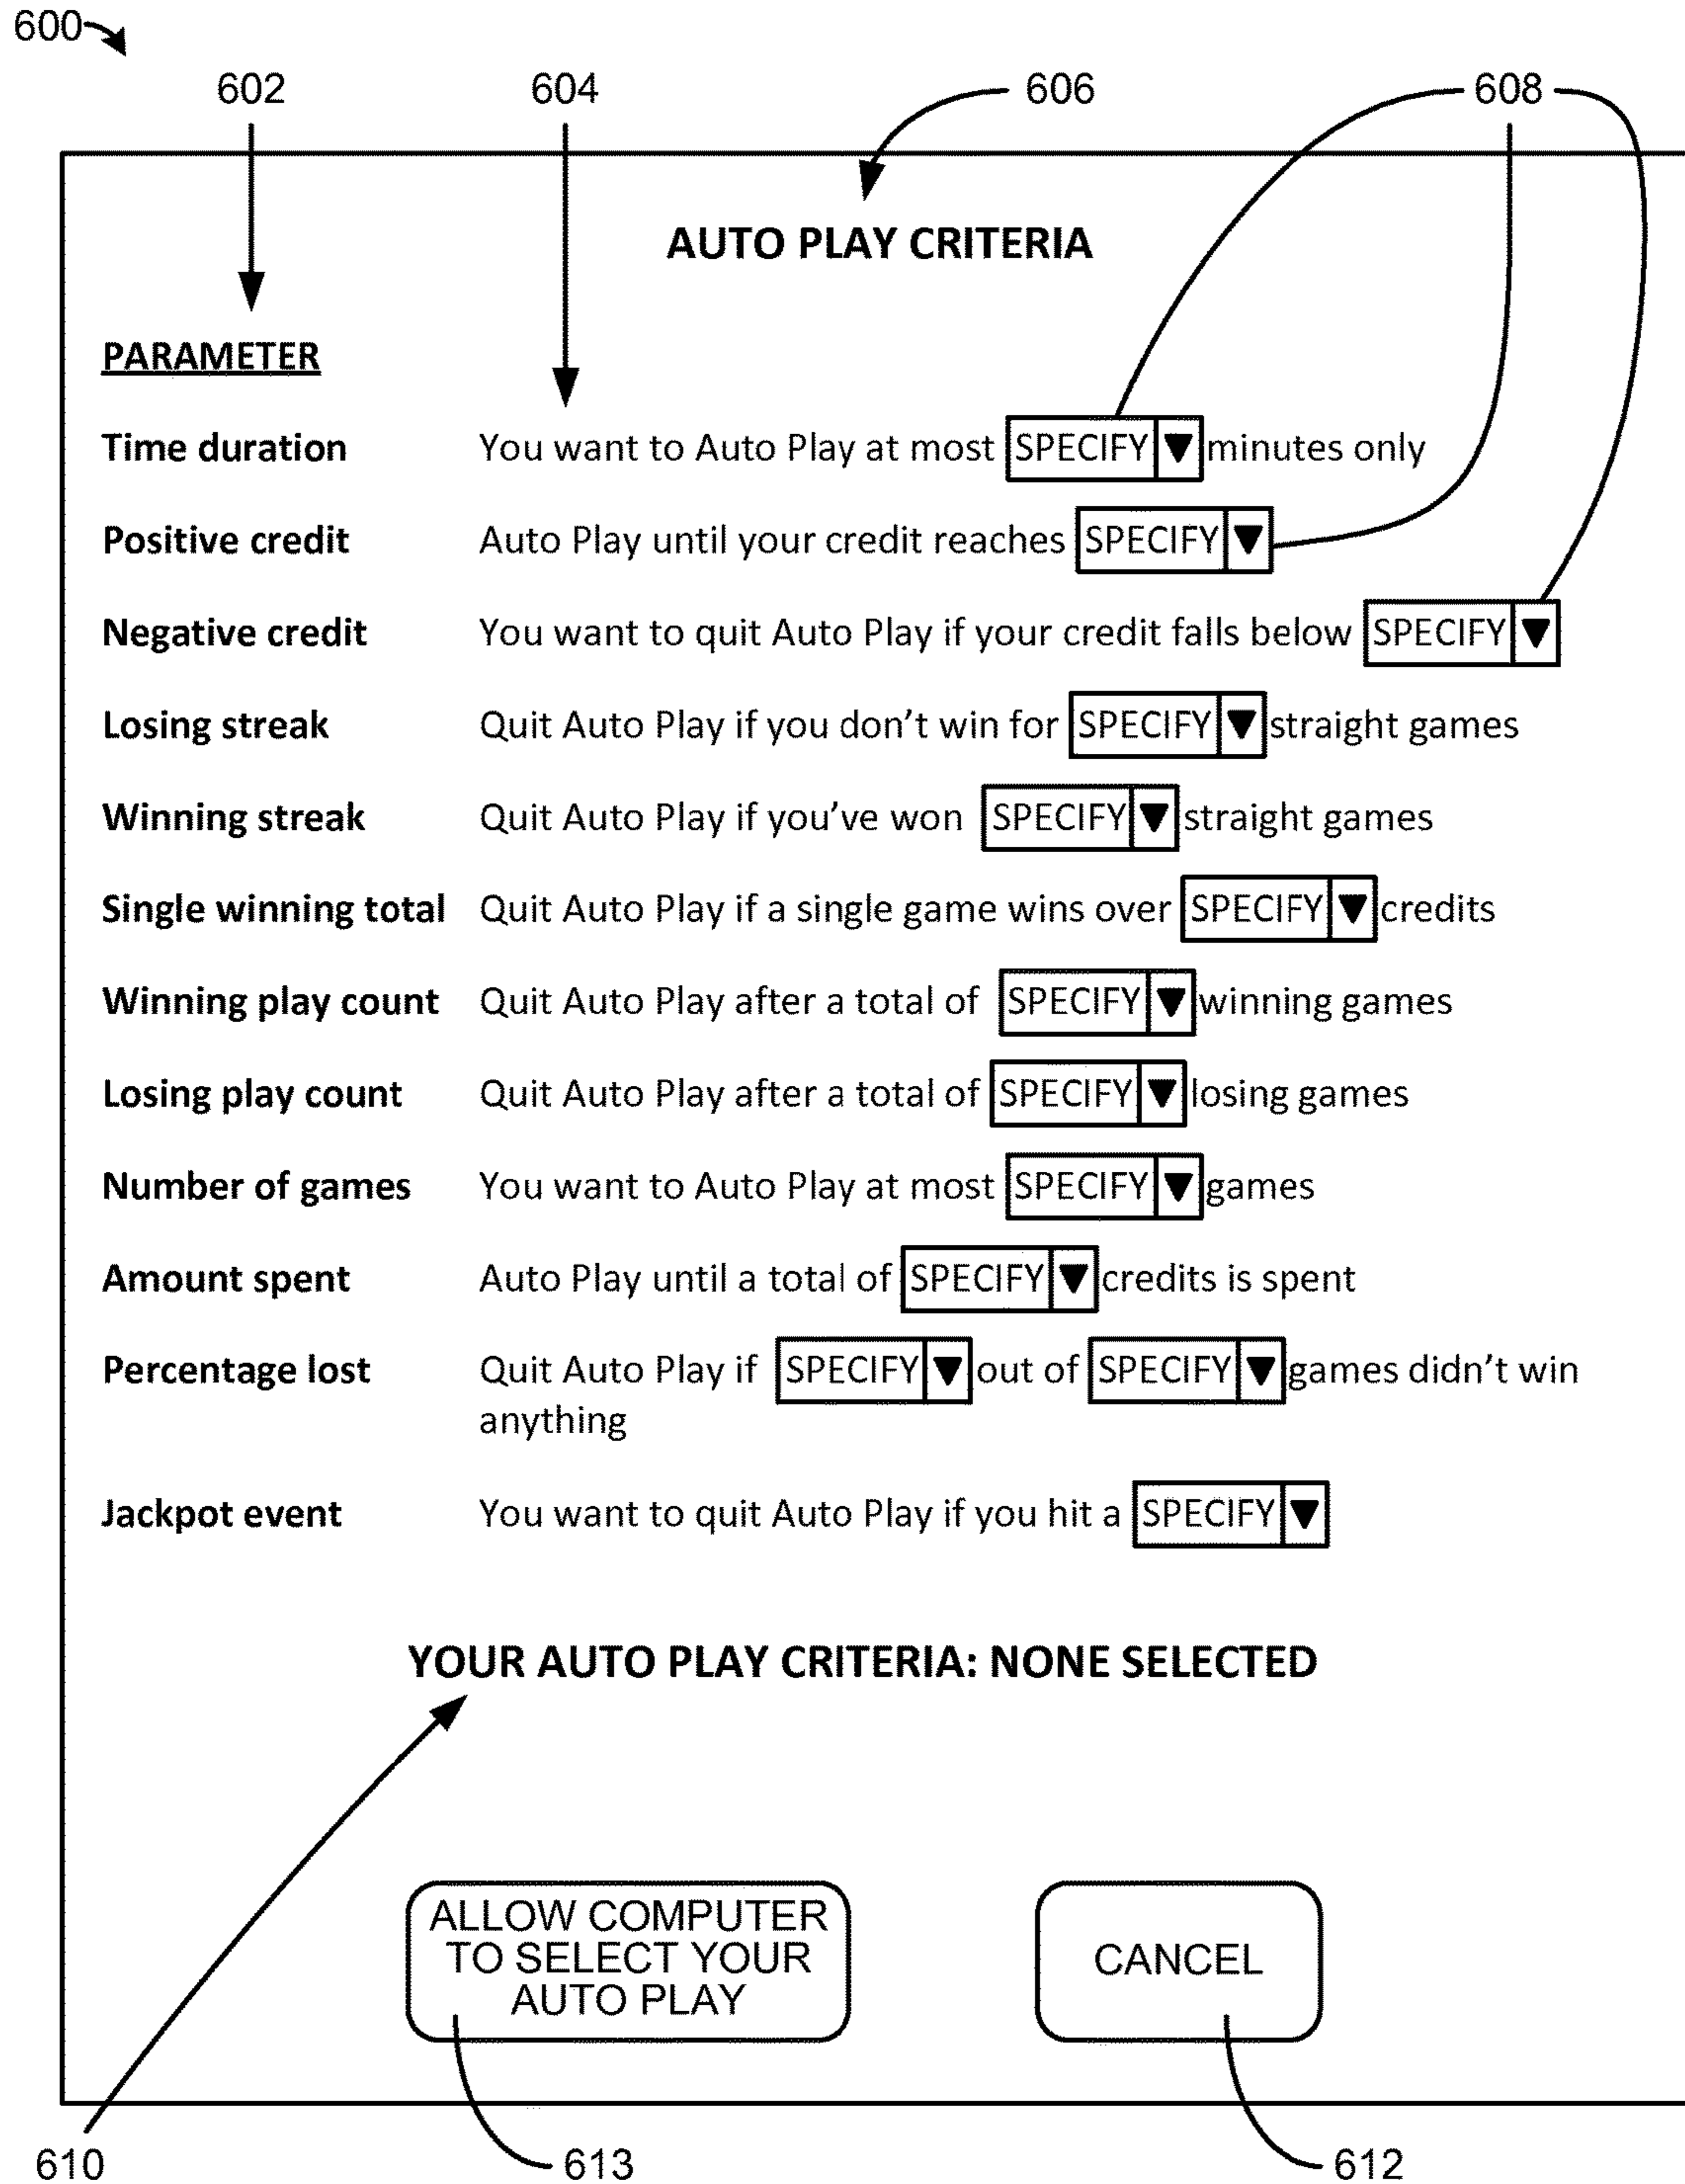 600
602 604 606 608
AUTO PLAY CRITERIA
PARAMETER
Time duration You want to Auto Play at most SPECIFY minutes only
Positive credit Auto Play until your credit reaches SPECIFY
Negative credit You want to quit Auto Play if your credit falls below SPECIFY
Losing streak Quit Auto Play if you don't win for SPECIFY straight games
Winning streak Quit Auto Play if you've won SPECIFY straight games
Single winning total Quit Auto Play if a single game wins over SPECIFY credits
Winning play count Quit Auto Play after a total of SPECIFY winning games
Losing play count Quit Auto Play after a total of SPECIFY losing games
Number of games You want to Auto Play at most SPECIFY games
Amount spent Auto Play until a total of SPECIFY credits is spent
Percentage lost Quit Auto Play if SPECIFY out of SPECIFY games didn't win
anything
Jackpot event You want to quit Auto Play if you hit a SPECIFY
YOUR AUTO PLAY CRITERIA: NONE SELECTED
ALLOW COMPUTER
TO SELECT YOUR
AUTO PLAY
CANCEL
610 613 612